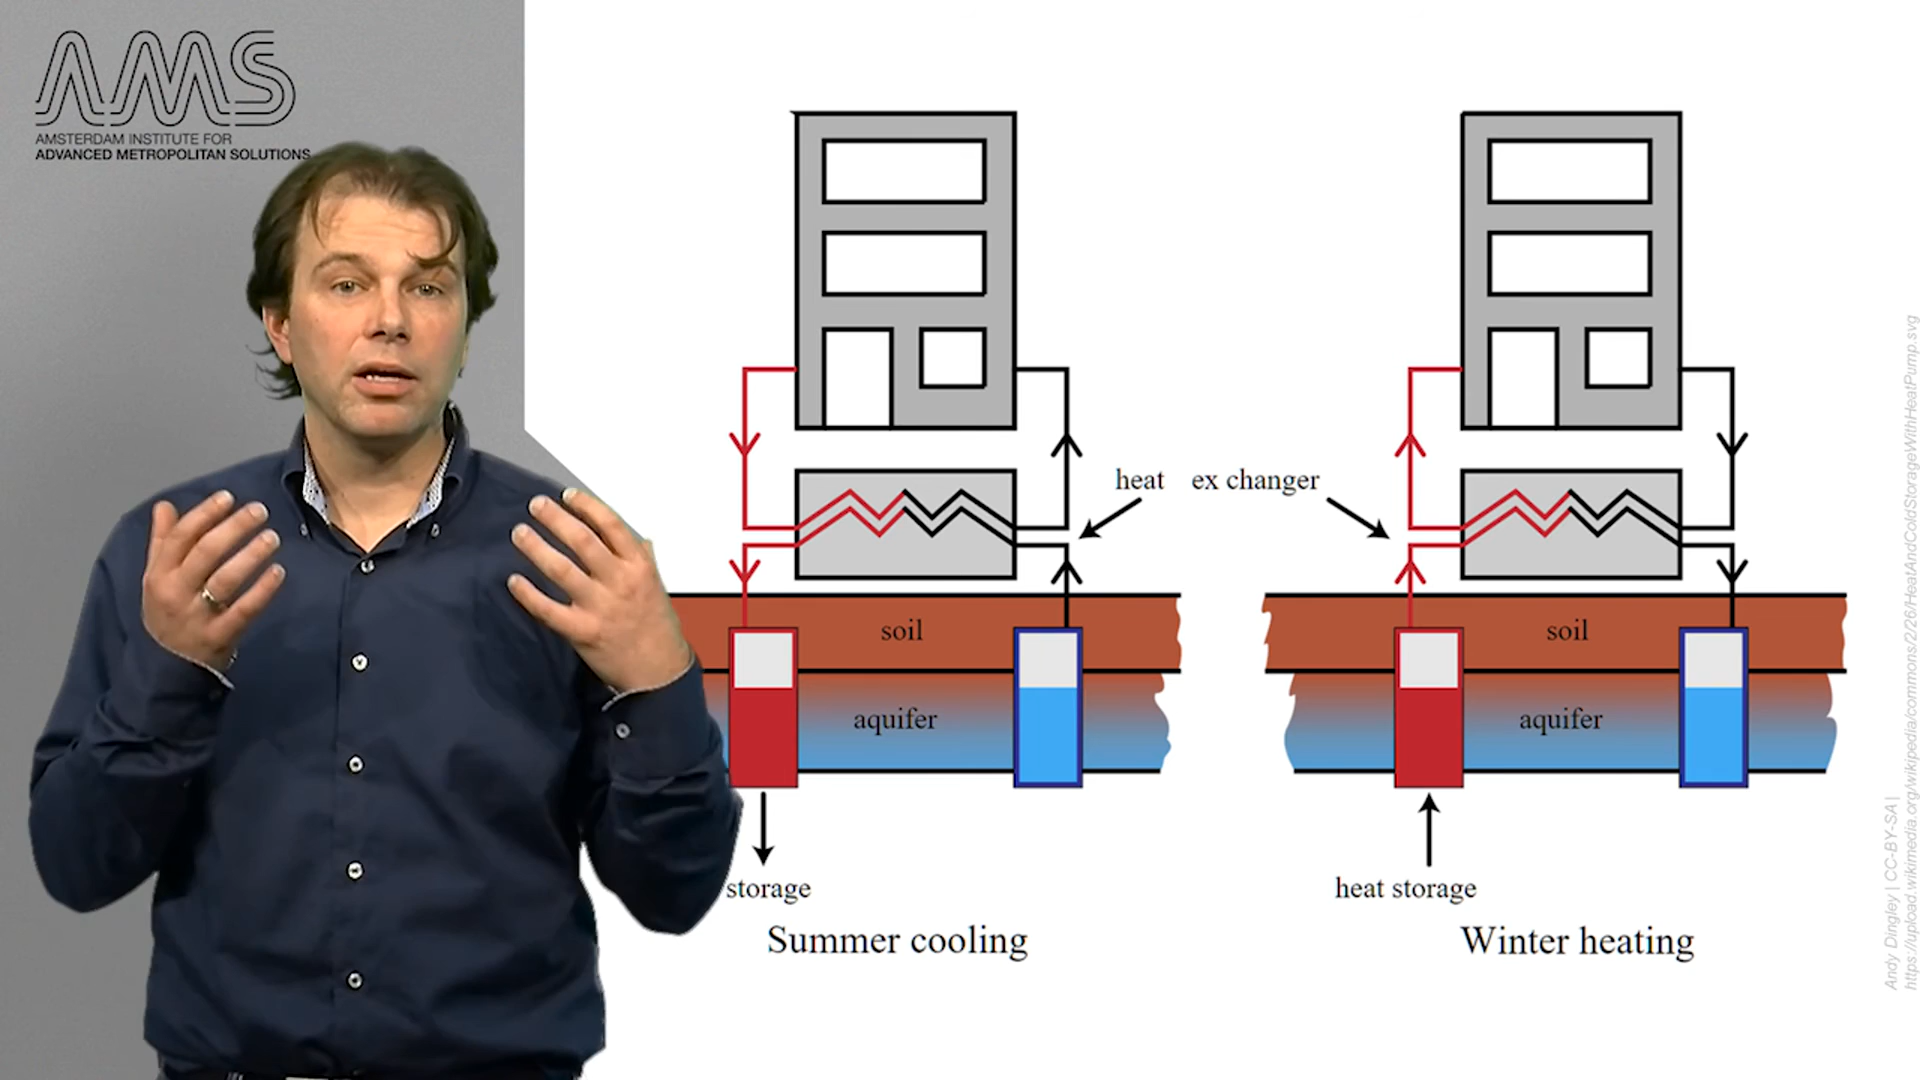 AMS
AMSTERDAM INSTITUTE FOR
ADVANCED METROPOLITAN SOLUTIONS
heat ex changer
soil
aquifer
storage
Summer cooling
soil
aquifer
heat storage
Winter heating
Andy Dingley | CC-BY-SA |
https://upload.wikimedia.org/wikipedia/commons/2/26/HeatAndColdStorageWithHeatPump.svg